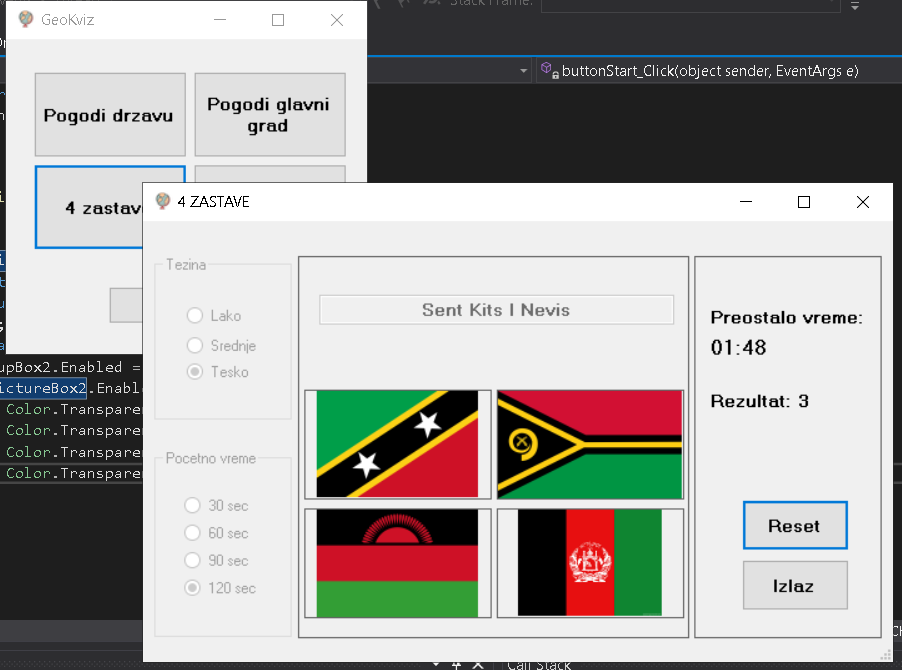 Stack Frame:
GeoKviz
buttonStart_Click(object sender, EventArgs e)
Pogodi drzavu
Pogodi glavni
grad
4 zastave
4 ZASTAVE
Tezina
Lako
Srednje
Tesko
Pocetno vreme
30 sec
60 sec
90 sec
120 sec
Sent Kits I Nevis
Preostalo vreme:
01:48
Rezultat: 3
Reset
Izlaz
upBox2.Enabled =
ictureBox2.Enabl
Color.Transpare
Color.Transpare
Color.Transpare
Color.Transpare
Call Stack